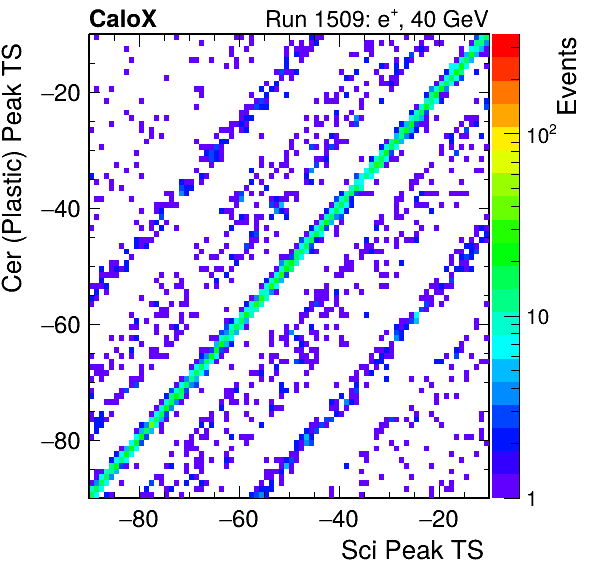 CaloX Run 1509: e⁺, 40 GeV
Cer (Plastic) Peak TS
−20
−40
−60
−80
−80 −60 −40 −20
Sci Peak TS
Events
10²
10
1